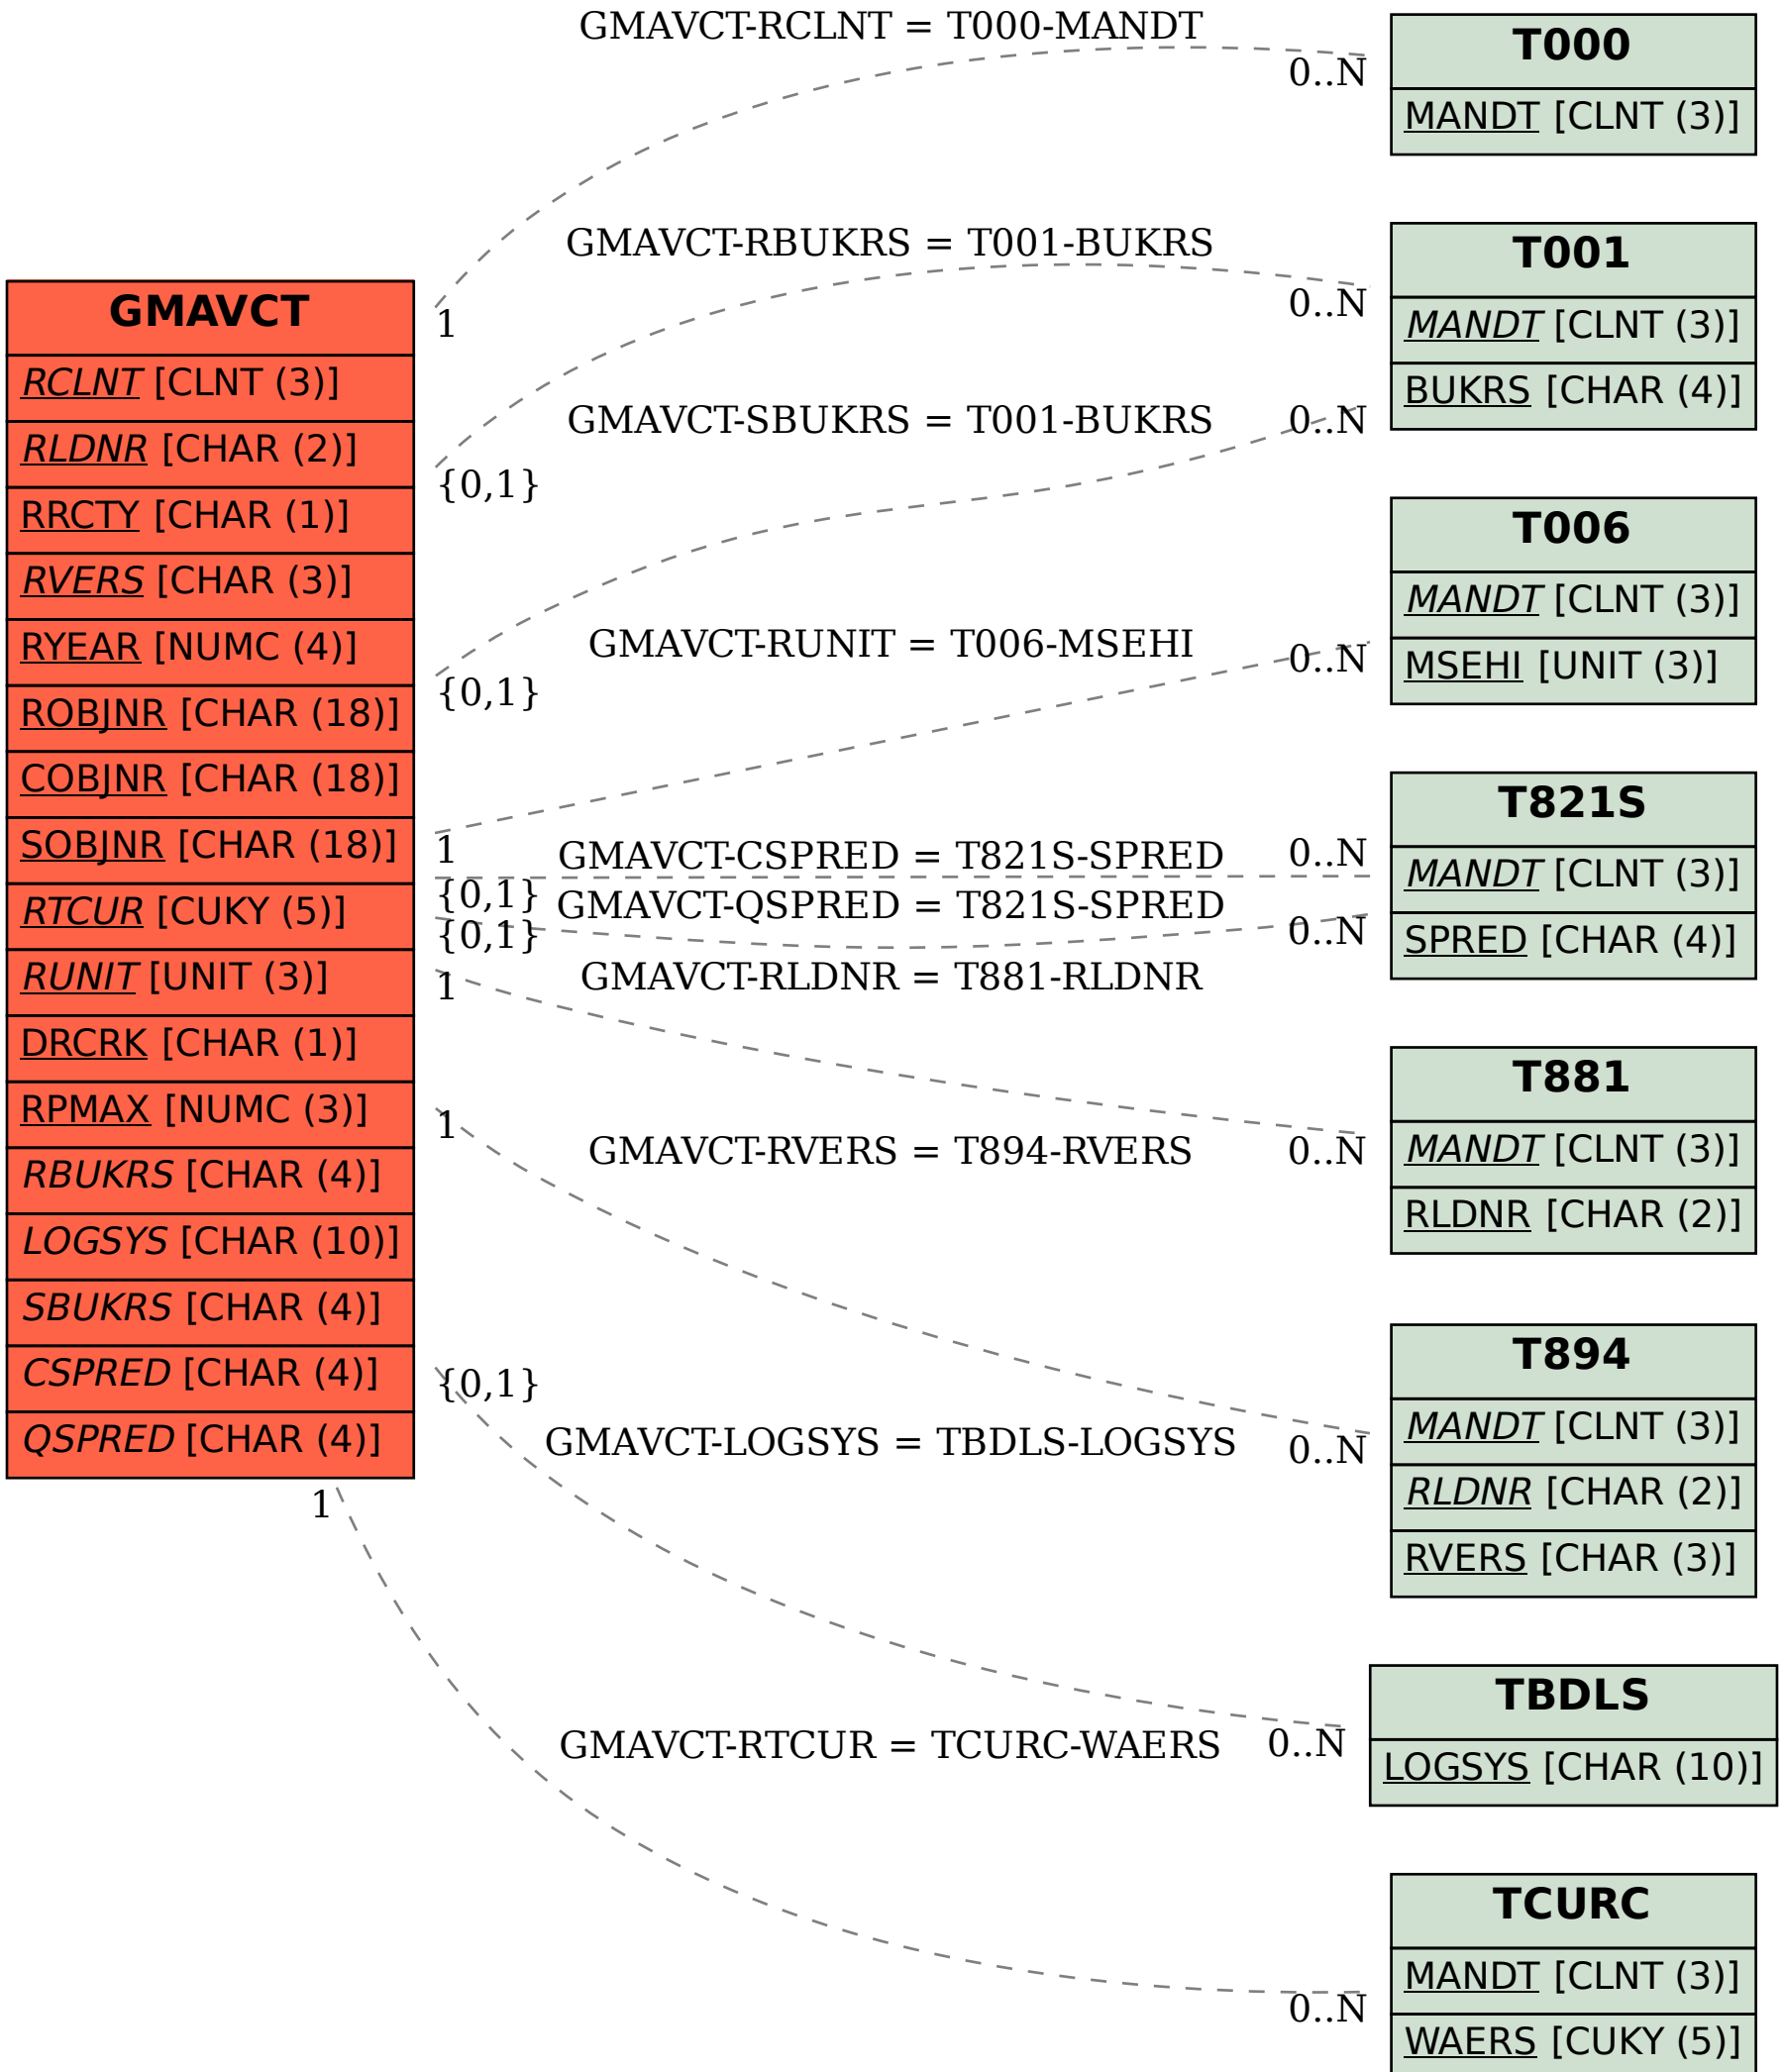 GMAVCT
RCLNT [CLNT (3)]
RLDNR [CHAR (2)]
RRCTY [CHAR (1)]
RVERS [CHAR (3)]
RYEAR [NUMC (4)]
ROBJNR [CHAR (18)]
COBJNR [CHAR (18)]
SOBJNR [CHAR (18)]
RTCUR [CUKY (5)]
RUNIT [UNIT (3)]
DRCRK [CHAR (1)]
RPMAX [NUMC (3)]
RBUKRS [CHAR (4)]
LOGSYS [CHAR (10)]
SBUKRS [CHAR (4)]
CSPRED [CHAR (4)]
QSPRED [CHAR (4)]
GMAVCT-RCLNT = T000-MANDT
0..N
1
GMAVCT-RBUKRS = T001-BUKRS
0..N
{0,1}
GMAVCT-SBUKRS = T001-BUKRS
0..N
{0,1}
GMAVCT-RUNIT = T006-MSEHI
0..N
1
GMAVCT-CSPRED = T821S-SPRED
0..N
{0,1}
GMAVCT-QSPRED = T821S-SPRED
{0,1}
0..N
GMAVCT-RLDNR = T881-RLDNR
1
0..N
GMAVCT-RVERS = T894-RVERS
1
0..N
GMAVCT-LOGSYS = TBDLS-LOGSYS
{0,1}
0..N
GMAVCT-RTCUR = TCURC-WAERS
1
0..N
T000
MANDT [CLNT (3)]
T001
MANDT [CLNT (3)]
BUKRS [CHAR (4)]
T006
MANDT [CLNT (3)]
MSEHI [UNIT (3)]
T821S
MANDT [CLNT (3)]
SPRED [CHAR (4)]
T881
MANDT [CLNT (3)]
RLDNR [CHAR (2)]
T894
MANDT [CLNT (3)]
RLDNR [CHAR (2)]
RVERS [CHAR (3)]
TBDLS
LOGSYS [CHAR (10)]
TCURC
MANDT [CLNT (3)]
WAERS [CUKY (5)]